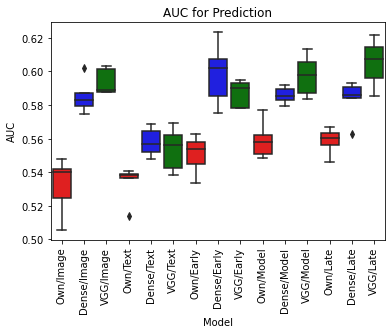 AUC for Prediction
AUC
0.62
0.60
0.58
0.56
0.54
0.52
0.50
Own/Image
Dense/Image
VGG/Image
Own/Text
Dense/Text
VGG/Text
Own/Early
Dense/Early
VGG/Early
Own/Model
Dense/Model
VGG/Model
Own/Late
Dense/Late
VGG/Late
Model